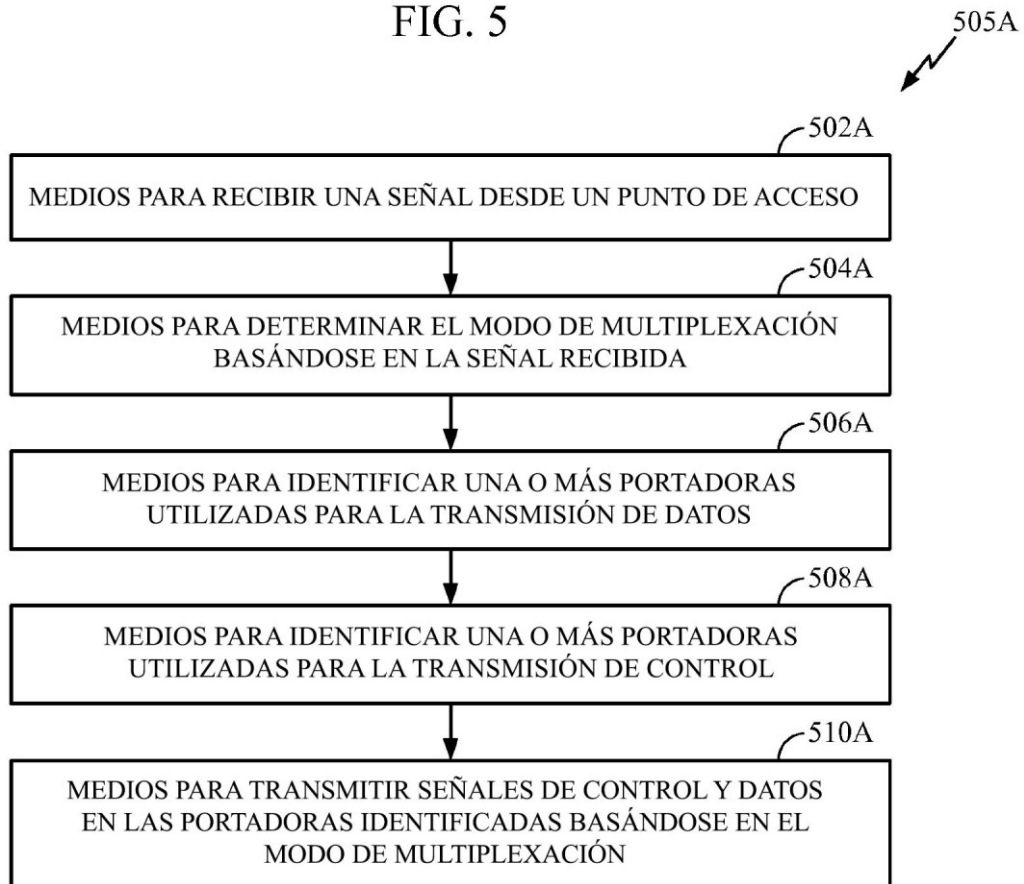 FIG. 5
505A
502A
MEDIOS PARA RECIBIR UNA SEÑAL DESDE UN PUNTO DE ACCESO
504A
MEDIOS PARA DETERMINAR EL MODO DE MULTIPLEXACIÓN
BASÁNDOSE EN LA SEÑAL RECIBIDA
506A
MEDIOS PARA IDENTIFICAR UNA O MÁS PORTADORAS
UTILIZADAS PARA LA TRANSMISIÓN DE DATOS
508A
MEDIOS PARA IDENTIFICAR UNA O MÁS PORTADORAS
UTILIZADAS PARA LA TRANSMISIÓN DE CONTROL
510A
MEDIOS PARA TRANSMITIR SEÑALES DE CONTROL Y DATOS
EN LAS PORTADORAS IDENTIFICADAS BASÁNDOSE EN EL
MODO DE MULTIPLEXACIÓN